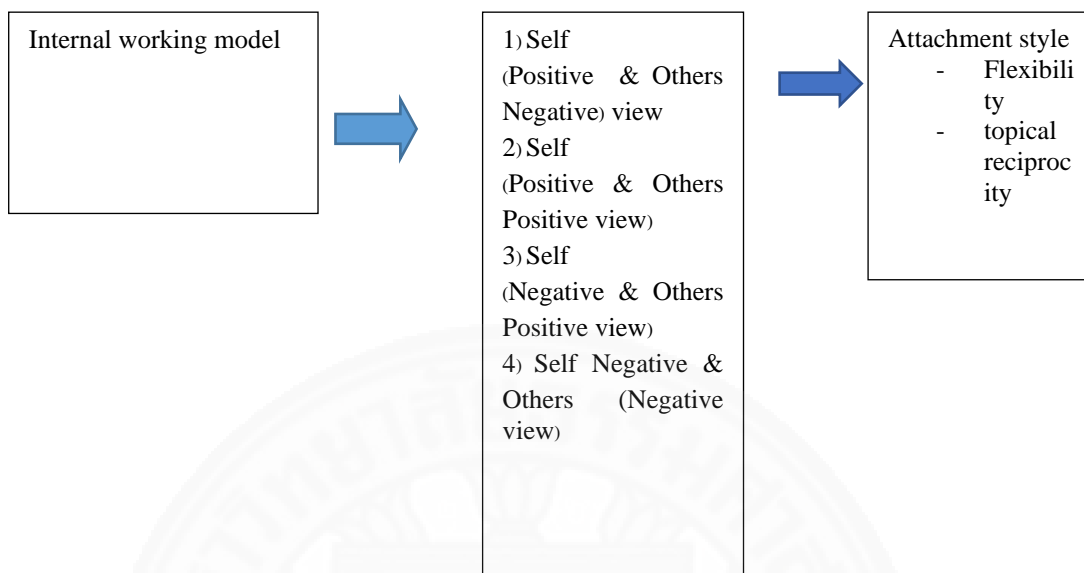 Internal working model
1) Self
(Positive & Others
Negative) view
2) Self
(Positive & Others
Positive view)
3) Self
(Negative & Others
Positive view)
4) Self Negative &
Others (Negative
view)
Attachment style
- Flexibili
ty
- topical
reciproc
ity